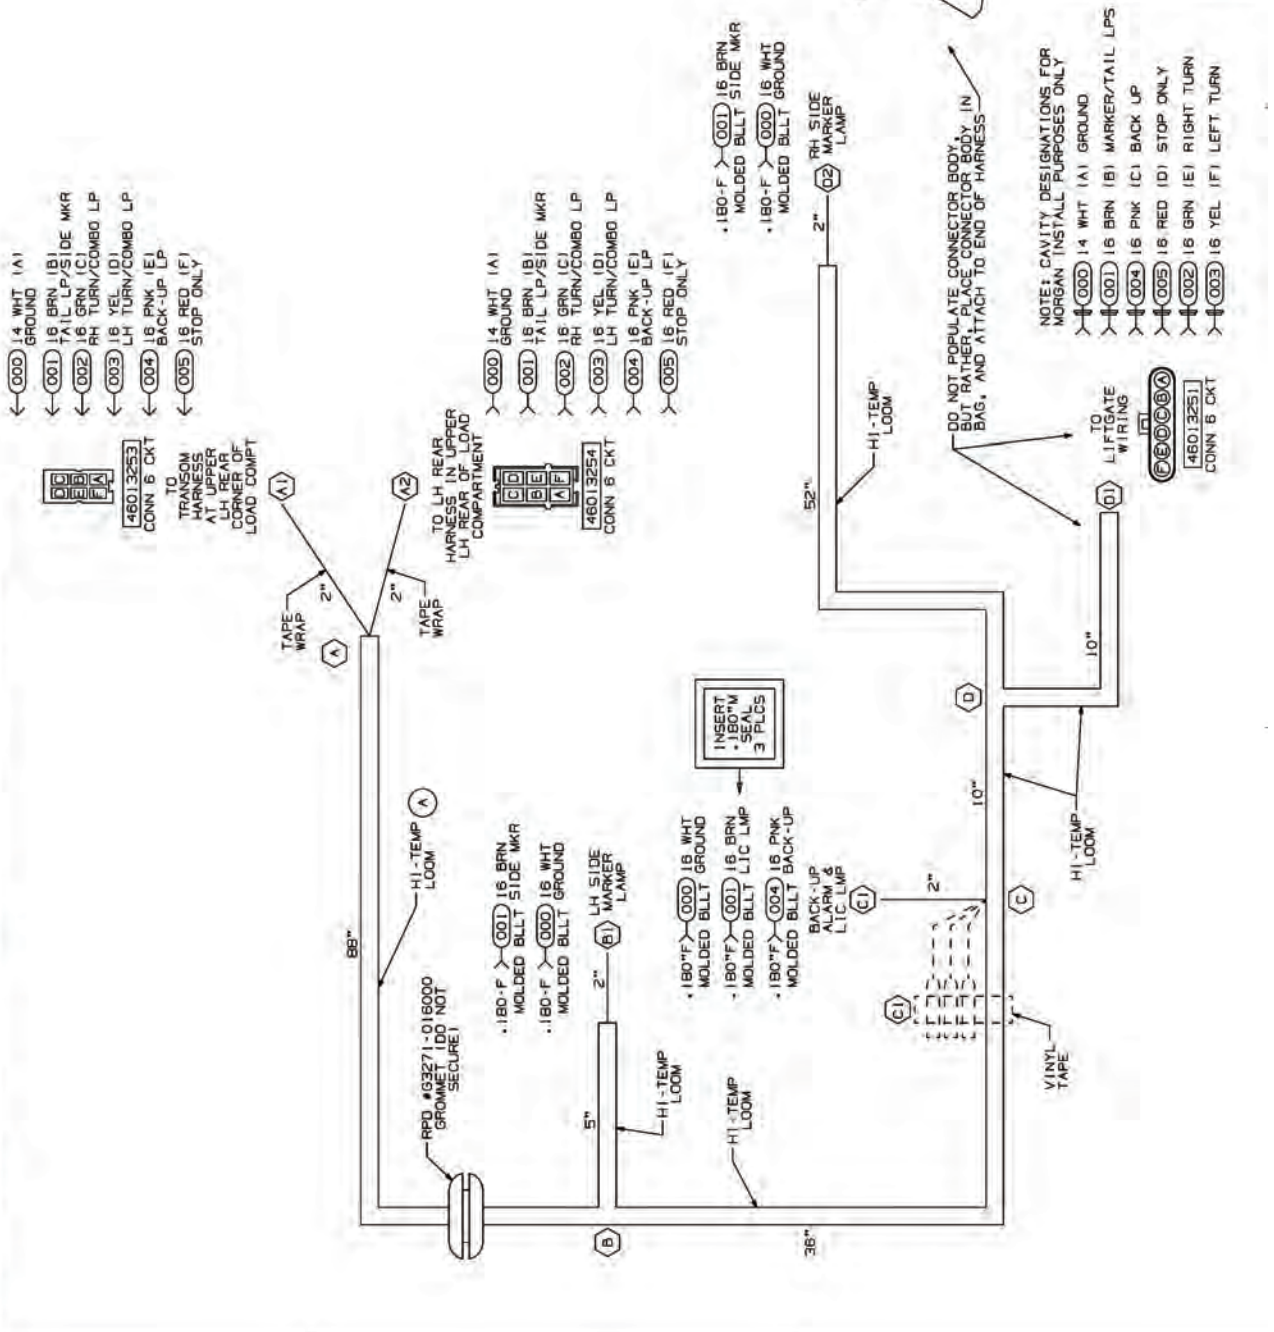 000 14 WHT (A)
GROUND
001 16 BRN (B)
TAIL LP/SIDE MKR
002 16 GRN (C)
RH TURN/COMBO LP
003 16 YEL (D)
LH TURN/COMBO LP
004 16 PNK (E)
BACK-UP LP
005 16 RED (F)
STOP ONLY
D C
E B
F A
46013253
CONN 6 CKT
TO
TRANSOM
HARNESS
AT UPPER
LH REAR
CORNER OF
LOAD COMPT
A1
TAPE
WRAP
2"
A
A2
2"
TAPE
WRAP
TO LH REAR
HARNESS IN UPPER
LH REAR OF LOAD
COMPARTMENT
000 14 WHT (A)
GROUND
001 16 BRN (B)
TAIL LP/SIDE MKR
002 16 GRN (C)
RH TURN/COMBO LP
003 16 YEL (D)
LH TURN/COMBO LP
004 16 PNK (E)
BACK-UP LP
005 16 RED (F)
STOP ONLY
C D
B E
A F
46013254
CONN 6 CKT
88"
HI-TEMP
LOOM
A
RPD #G3271-016000
GROMMET (DO NOT
SECURE)
.180-F 001 16 BRN
MOLDED BLLT SIDE MKR
.180-F 000 16 WHT
MOLDED BLLT GROUND
B1
LH SIDE
MARKER
LAMP
2"
5"
HI-TEMP
LOOM
B
HI-TEMP
LOOM
36"
INSERT
.180"M
SEAL
3 PLCS
.180"F 000 16 WHT
MOLDED BLLT GROUND
.180"F 001 16 BRN
MOLDED BLLT LIC LMP
.180"F 004 16 PNK
MOLDED BLLT BACK-UP
BACK-UP
ALARM &
LIC LMP
C1
2"
C1
C
VINYL
TAPE
10"
HI-TEMP
LOOM
D
52"
HI-TEMP
LOOM
2"
D2
RH SIDE
MARKER
LAMP
.180-F 001 16 BRN
MOLDED BLLT SIDE MKR
.180-F 000 16 WHT
MOLDED BLLT GROUND
DO NOT POPULATE CONNECTOR BODY,
BUT RATHER PLACE CONNECTOR BODY IN
BAG, AND ATTACH TO END OF HARNESS
10"
D1
TO
LIFTGATE
WIRING
F E D C B A
46013251
CONN 6 CKT
NOTE: CAVITY DESIGNATIONS FOR
MORGAN INSTALL PURPOSES ONLY
000 14 WHT (A) GROUND
001 16 BRN (B) MARKER/TAIL LPS
004 16 PNK (C) BACK UP
005 16 RED (D) STOP ONLY
002 16 GRN (E) RIGHT TURN
003 16 YEL (F) LEFT TURN